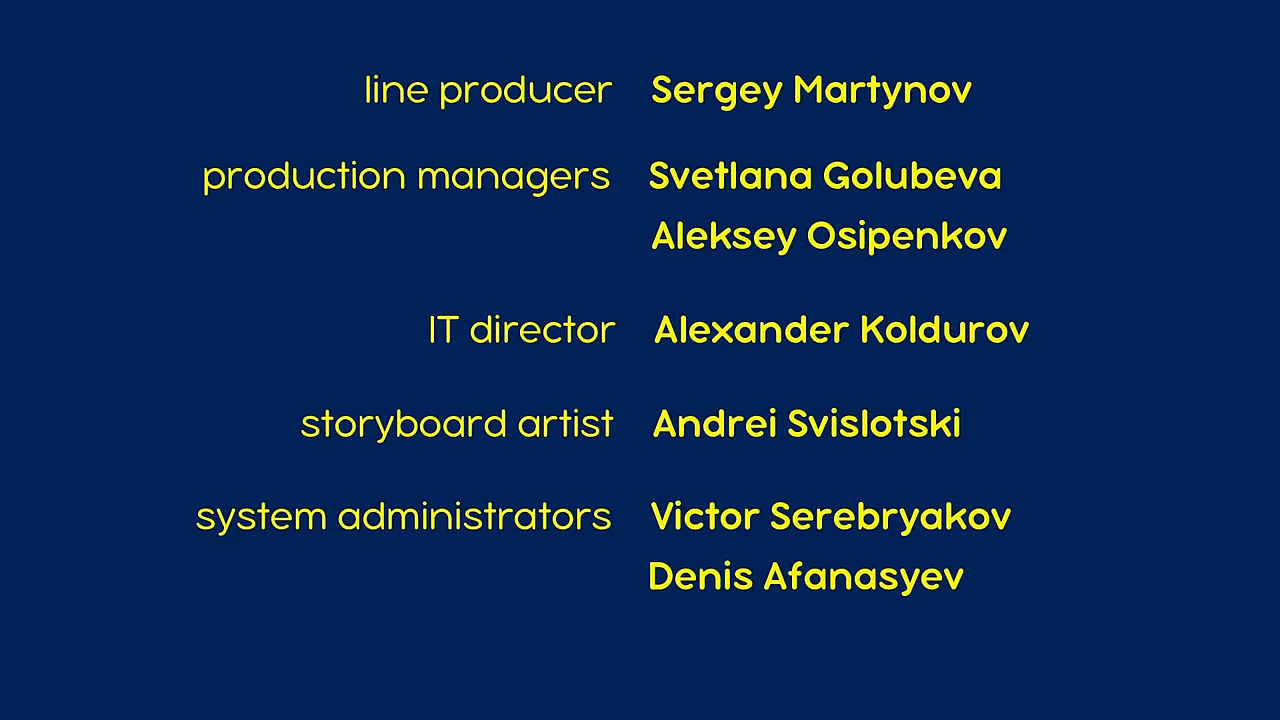 line producer Sergey Martynov
production managers Svetlana Golubeva
Aleksey Osipenkov
IT director Alexander Koldurov
storyboard artist Andrei Svislotski
system administrators Victor Serebryakov
Denis Afanasyev